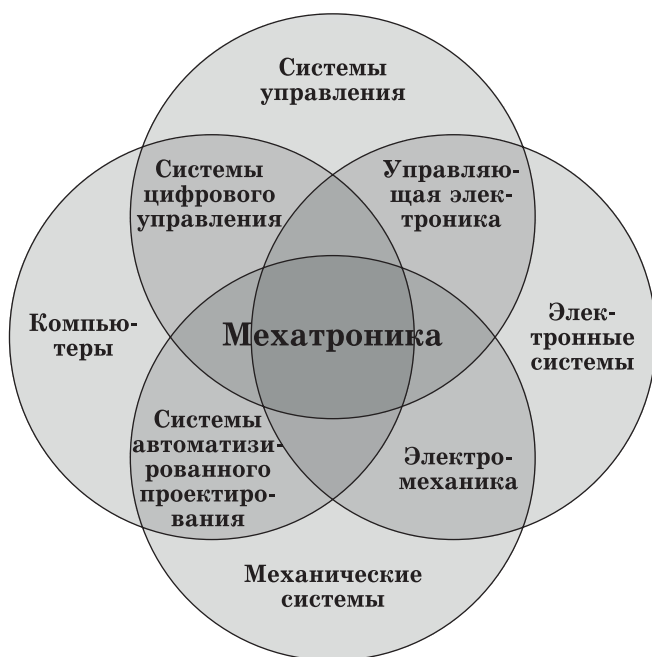 Системы
управления
Системы
цифрового
управления
Управляю-
щая элек-
троника
Компью-
теры
Мехатроника
Элек-
тронные
системы
Системы
автоматизи-
рованного
проектиро-
вания
Электро-
механика
Механические
системы